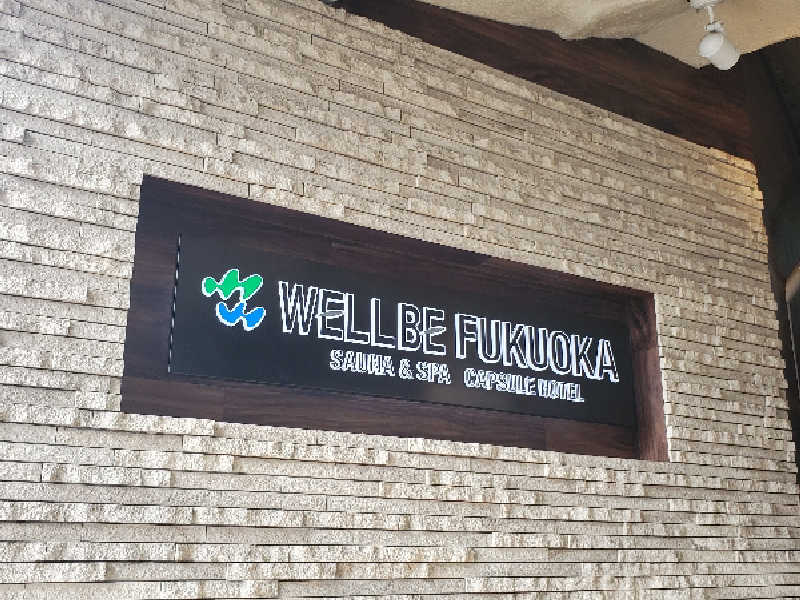 WELLBE FUKUOKA
SAUNA & SPA CAPSULE HOTEL